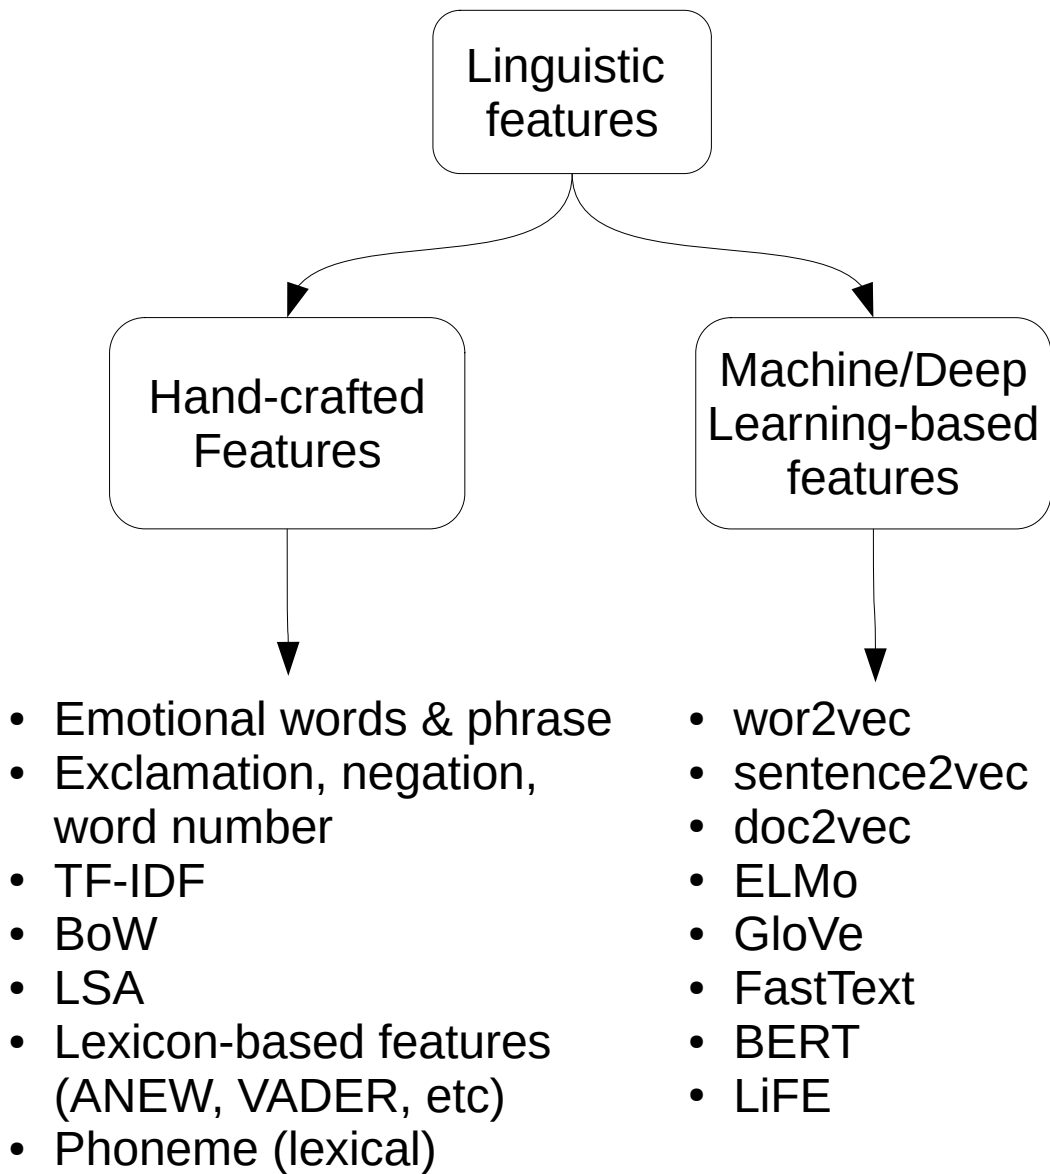 Linguistic
features
Hand-crafted
Features
Machine/Deep
Learning-based
features
• Emotional words & phrase
• Exclamation, negation,
word number
• TF-IDF
• BoW
• LSA
• Lexicon-based features
(ANEW, VADER, etc)
• Phoneme (lexical)
• wor2vec
• sentence2vec
• doc2vec
• ELMo
• GloVe
• FastText
• BERT
• LiFE